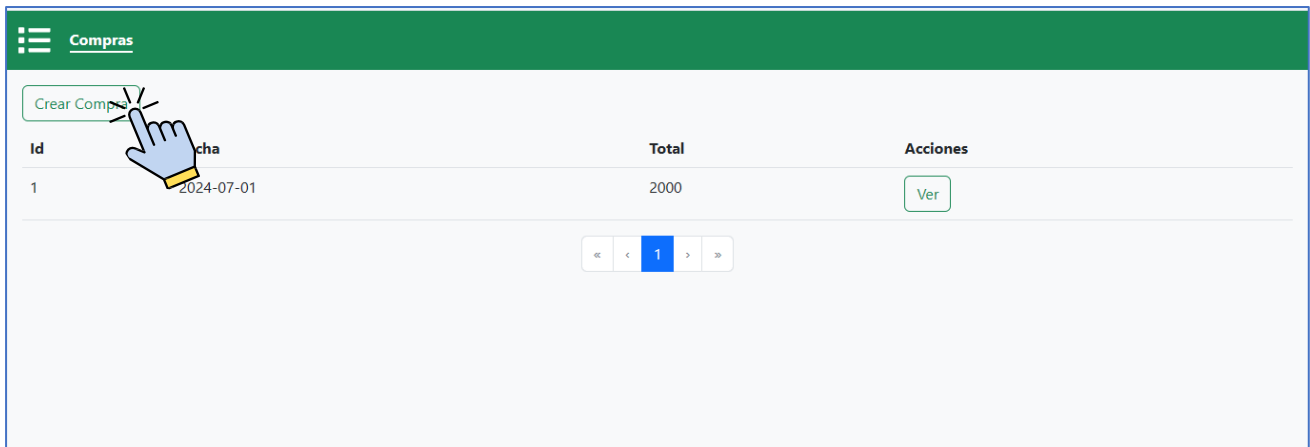 Compras
Crear Compra
Id cha Total Acciones
1 2024-07-01 2000 Ver
« ‹ 1 › »